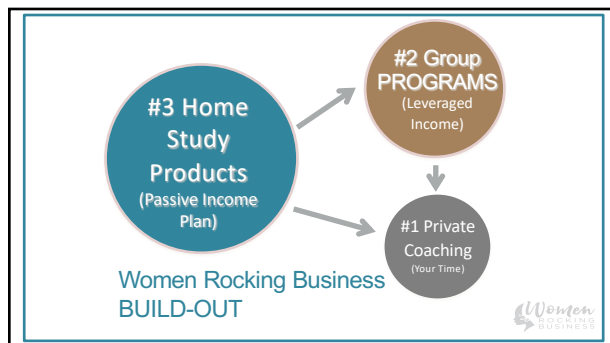 #3 Home
Study
Products
(Passive Income
Plan)
#2 Group
PROGRAMS
(Leveraged
Income)
#1 Private
Coaching
(Your Time)
Women Rocking Business
BUILD-OUT
Women
ROCKING
BUSINESS